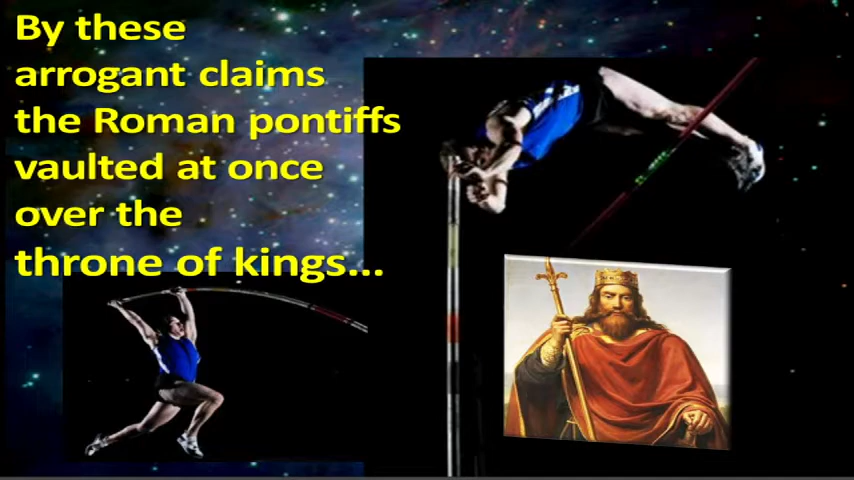 By these
arrogant claims
the Roman pontiffs
vaulted at once
over the
throne of kings...